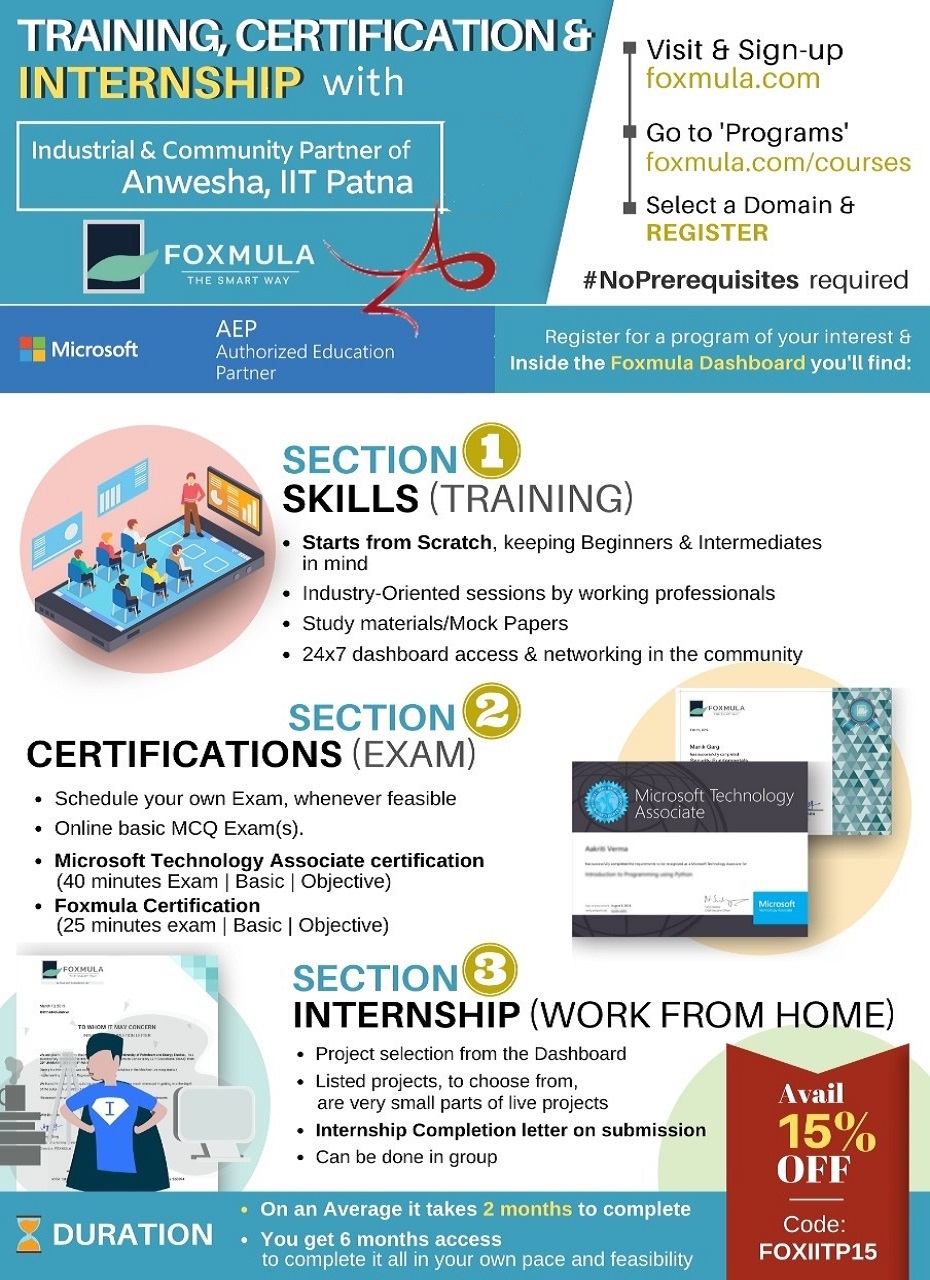 TRAINING, CERTIFICATION &
INTERNSHIP with
Industrial & Community Partner of
Anwesha, IIT Patna
FOXMULA
THE SMART WAY
Visit & Sign-up
foxmula.com
Go to 'Programs'
foxmula.com/courses
Select a Domain &
REGISTER
#NoPrerequisites required
Microsoft
AEP
Authorized Education
Partner
Register for a program of your interest &
Inside the Foxmula Dashboard you'll find:
SECTION 1
SKILLS (TRAINING)
• Starts from Scratch, keeping Beginners & Intermediates
in mind
• Industry-Oriented sessions by working professionals
• Study materials/Mock Papers
• 24x7 dashboard access & networking in the community
SECTION 2
CERTIFICATIONS (EXAM)
• Schedule your own Exam, whenever feasible
• Online basic MCQ Exam(s).
• Microsoft Technology Associate certification
(40 minutes Exam | Basic | Objective)
• Foxmula Certification
(25 minutes exam | Basic | Objective)
FOXMULA
Manik Garg
Microsoft Technology
Associate
Aakriti Verma
Introduction to Programming using Python
Microsoft
Technology Associate
FOXMULA
TO WHOM IT MAY CONCERN
I
SECTION 3
INTERNSHIP (WORK FROM HOME)
• Project selection from the Dashboard
• Listed projects, to choose from,
are very small parts of live projects
• Internship Completion letter on submission
• Can be done in group
Avail
15%
OFF
Code:
FOXIITP15
DURATION
• On an Average it takes 2 months to complete
• You get 6 months access
to complete it all in your own pace and feasibility